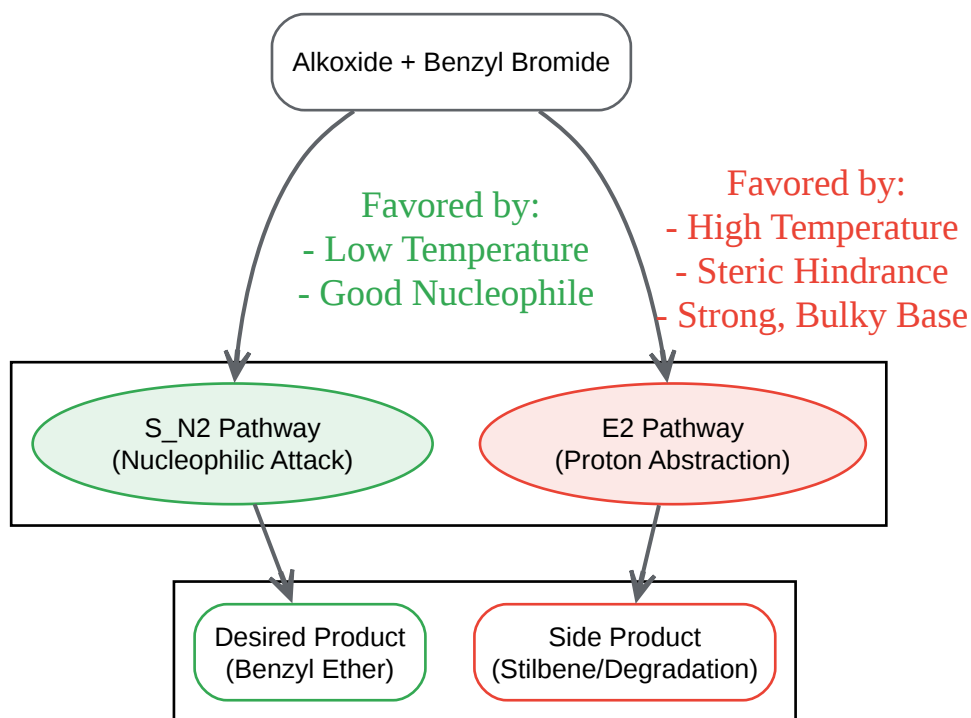 Alkoxide + Benzyl Bromide
Favored by:
- Low Temperature
- Good Nucleophile
Favored by:
- High Temperature
- Steric Hindrance
- Strong, Bulky Base
S_N2 Pathway
(Nucleophilic Attack)
E2 Pathway
(Proton Abstraction)
Desired Product
(Benzyl Ether)
Side Product
(Stilbene/Degradation)